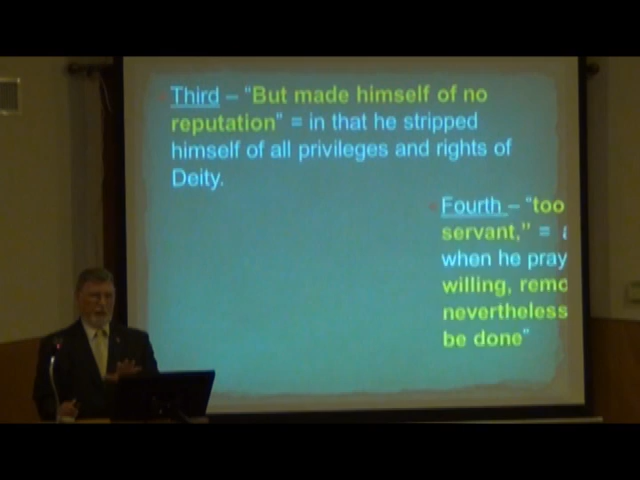 Third – "But made himself of no
reputation" = in that he stripped
himself of all privileges and rights of
Deity.
Fourth – "too
servant," =
when he pray
willing, remo
nevertheless
be done"